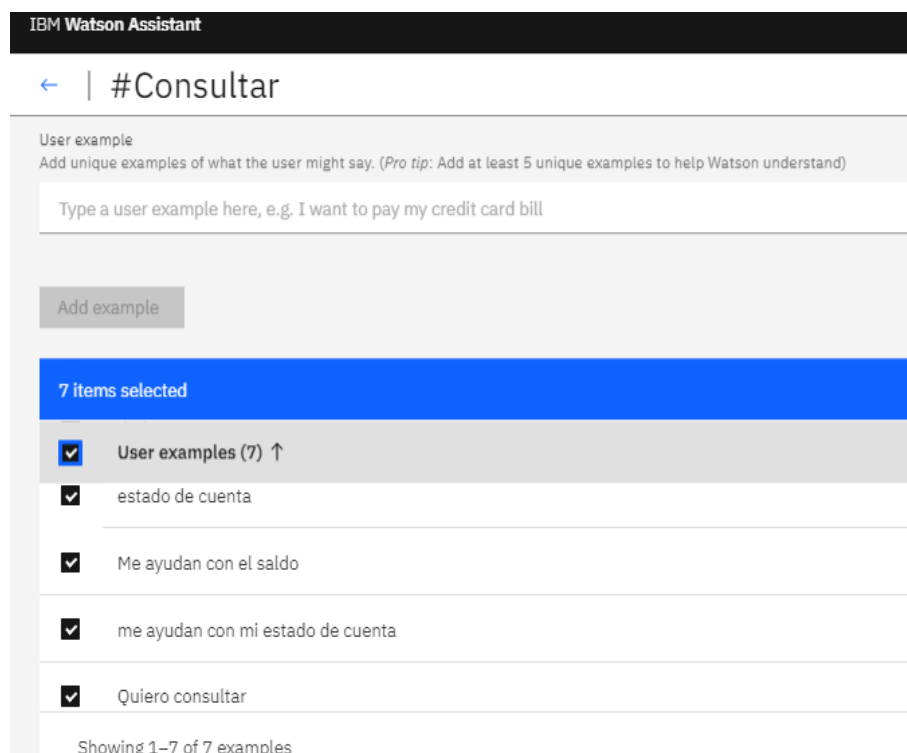 IBM Watson Assistant
← | #Consultar
User example
Add unique examples of what the user might say. (Pro tip: Add at least 5 unique examples to help Watson understand)
Type a user example here, e.g. I want to pay my credit card bill
Add example
7 items selected
User examples (7) ↑
estado de cuenta
Me ayudan con el saldo
me ayudan con mi estado de cuenta
Quiero consultar
Showing 1–7 of 7 examples